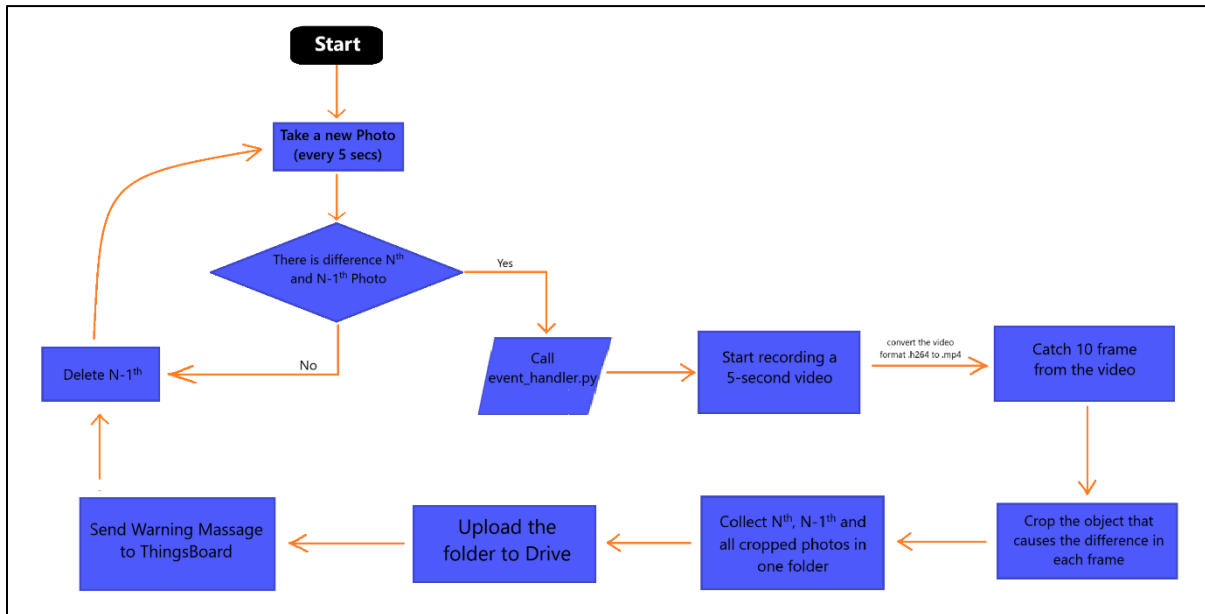 Start
Take a new Photo
(every 5 secs)
There is difference Nᵗʰ
and N-1ᵗʰ Photo
Yes
No
Delete N-1ᵗʰ
Call
event_handler.py
Start recording a
5-second video
convert the video
format .h264 to .mp4
Catch 10 frame
from the video
Crop the object that
causes the difference in
each frame
Collect Nᵗʰ, N-1ᵗʰ and
all cropped photos in
one folder
Upload the
folder to Drive
Send Warning Massage
to ThingsBoard